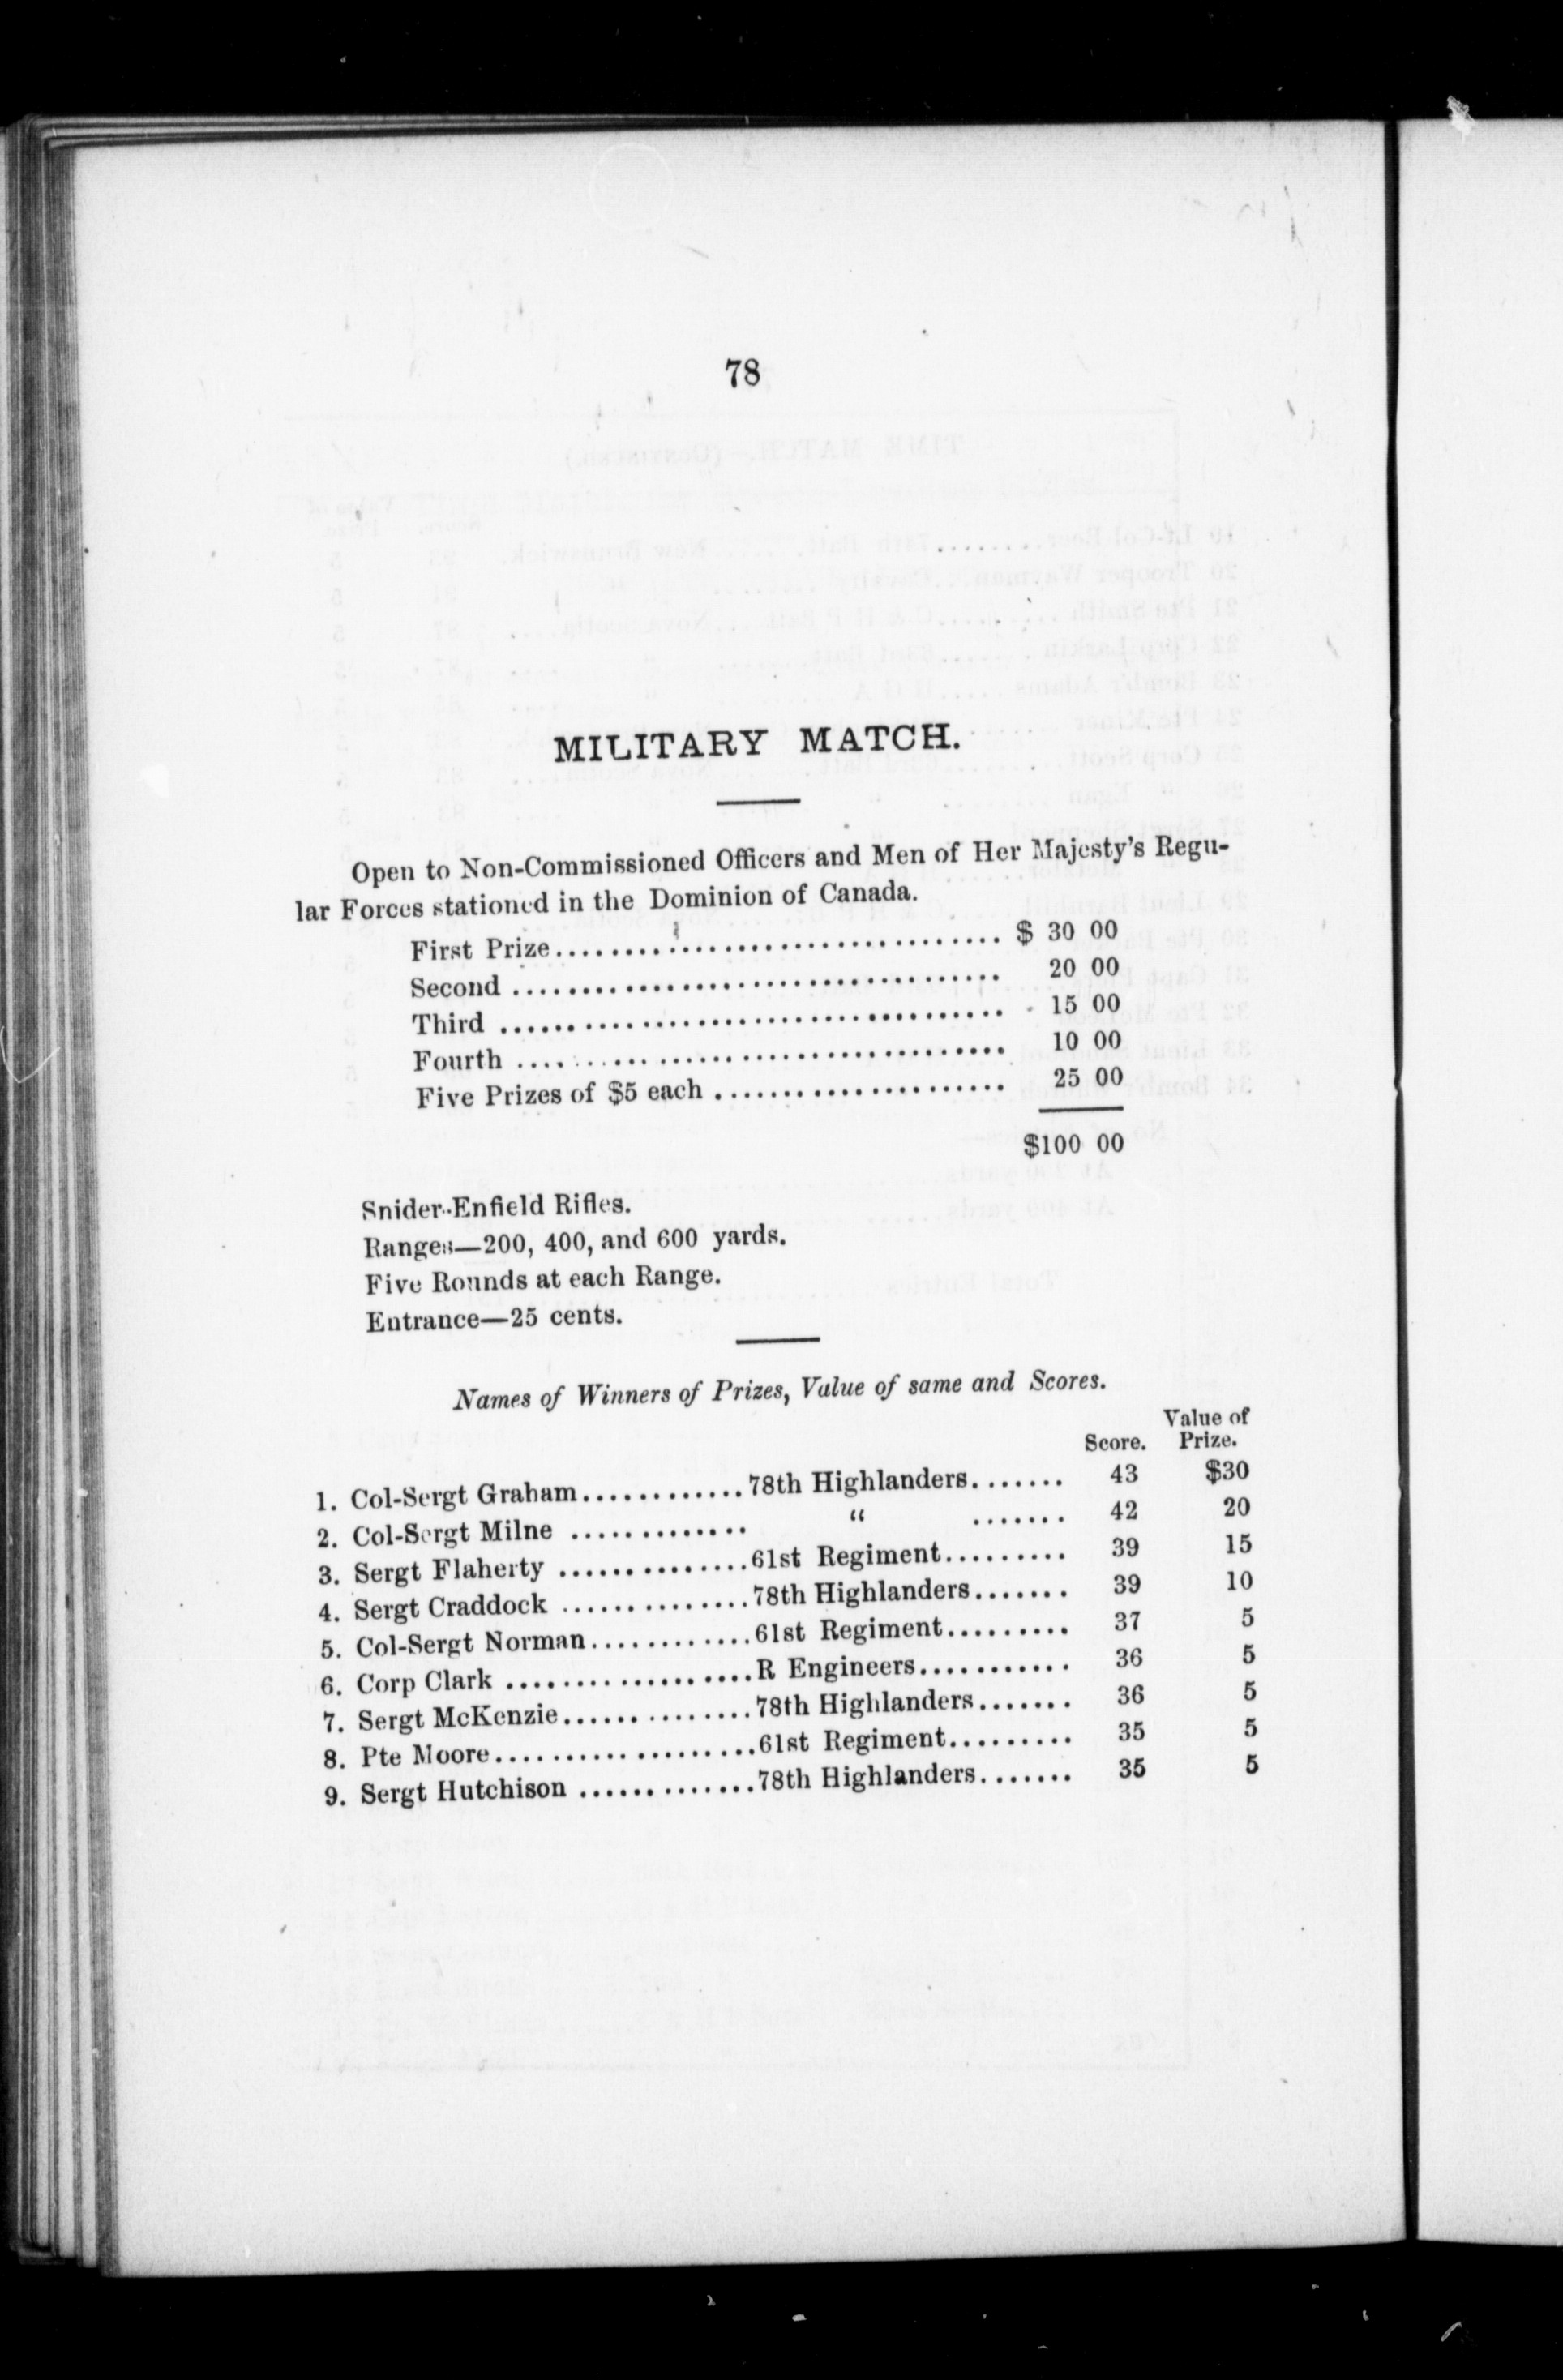 78
MILITARY MATCH.
Open to Non-Commissioned Officers and Men of Her Majesty's Regu-
lar Forces stationed in the Dominion of Canada.
First Prize................................ $ 30 00
Second ................................... 20 00
Third .................................... 15 00
Fourth ................................... 10 00
Five Prizes of $5 each ..................... 25 00
$100 00
Snider-Enfield Rifles.
Ranges—200, 400, and 600 yards.
Five Rounds at each Range.
Entrance—25 cents.
Names of Winners of Prizes, Value of same and Scores.
Score. Value of Prize.
1. Col-Sergt Graham............78th Highlanders....... 43 $30
2. Col-Sergt Milne ............. “ ....... 42 20
3. Sergt Flaherty ..............61st Regiment......... 39 15
4. Sergt Craddock ..............78th Highlanders....... 39 10
5. Col-Sergt Norman............61st Regiment......... 37 5
6. Corp Clark ..................R Engineers........... 36 5
7. Sergt McKenzie..............78th Highlanders....... 36 5
8. Pte Moore...................61st Regiment......... 35 5
9. Sergt Hutchison .............78th Highlanders....... 35 5